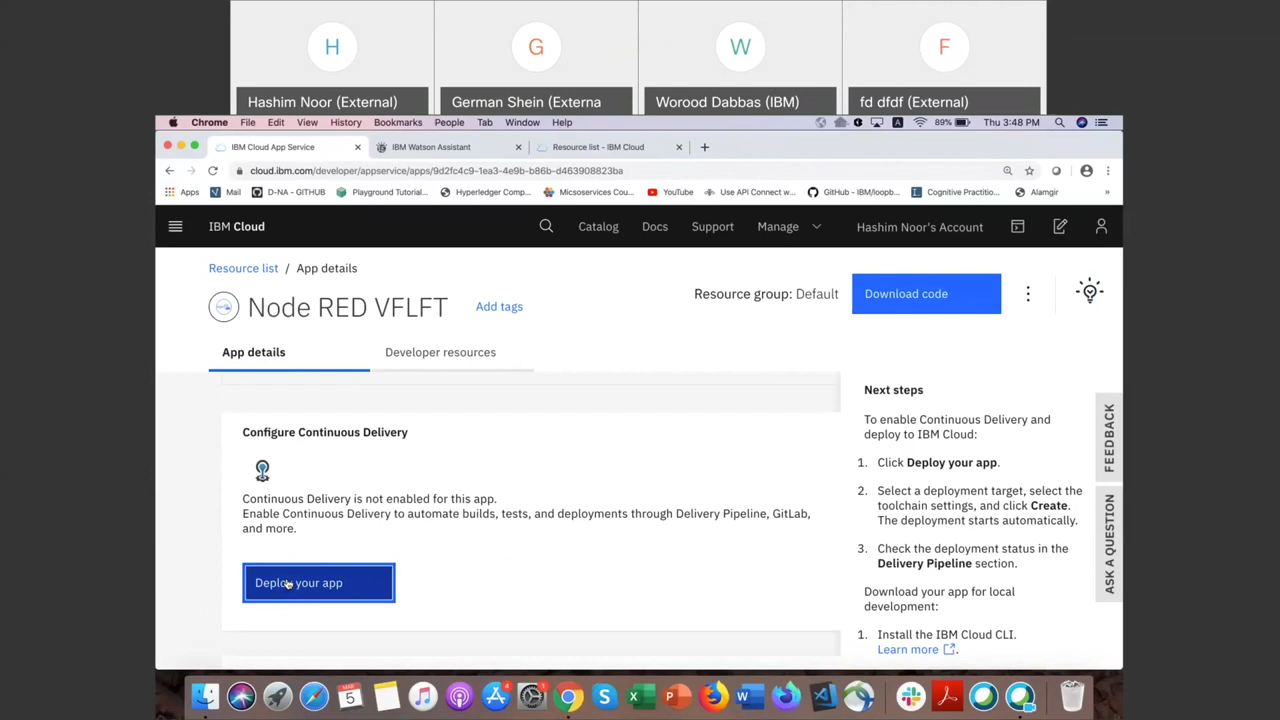 H
G
W
F
Hashim Noor (External)
German Shein (Externa
Worood Dabbas (IBM)
fd dfdf (External)
Chrome File Edit View History Bookmarks People Tab Window Help
A 89% Thu 3:48 PM
IBM Cloud App Service
IBM Watson Assistant
Resource list - IBM Cloud
cloud.ibm.com/developer/appservice/apps/9d2fc4c9-1ea3-4e9b-b86b-d463908823ba
Apps Mail D-NA - GITHUB Playground Tutorial... Hyperledger Comp... Micsoservices Cou... YouTube Use API Connect w... GitHub - IBM/loopb... Cognitive Practitio... Alamgir »
IBM Cloud
Catalog Docs Support Manage Hashim Noor's Account
Resource list / App details
Node RED VFLFT
Add tags
Resource group: Default
Download code
App details
Developer resources
Configure Continuous Delivery
Continuous Delivery is not enabled for this app.
Enable Continuous Delivery to automate builds, tests, and deployments through Delivery Pipeline, GitLab,
and more.
Deploy your app
Next steps
To enable Continuous Delivery and
deploy to IBM Cloud:
1. Click Deploy your app.
2. Select a deployment target, select the
toolchain settings, and click Create.
The deployment starts automatically.
3. Check the deployment status in the
Delivery Pipeline section.
Download your app for local
development:
1. Install the IBM Cloud CLI.
Learn more .
FEEDBACK
ASK A QUESTION
MAR
5